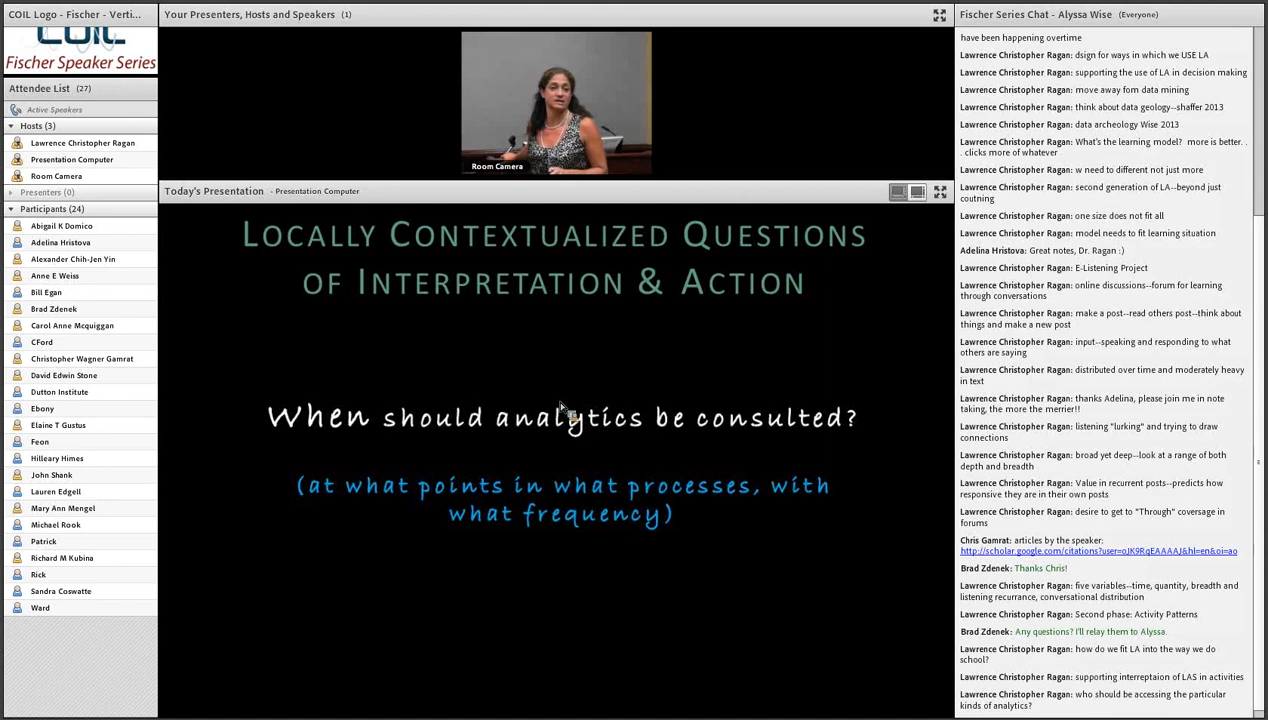 COIL Logo - Fischer - Verti...
COIL
Fischer Speaker Series
Attendee List (27)
Active Speakers
Hosts (3)
Lawrence Christopher Ragan
Presentation Computer
Room Camera
Presenters (0)
Participants (24)
Abigail K Domico
Adelina Hristova
Alexander Chih-Jen Yin
Anne E Weiss
Bill Egan
Brad Zdenek
Carol Anne Mcquiggan
CFord
Christopher Wagner Gamrat
David Edwin Stone
Dutton Institute
Ebony
Elaine T Gustus
Feon
Hilleary Himes
John Shank
Lauren Edgell
Mary Ann Mengel
Michael Rook
Patrick
Richard M Kubina
Rick
Sandra Coswatte
Ward
Your Presenters, Hosts and Speakers (1)
Room Camera
Today's Presentation - Presentation Computer
LOCALLY CONTEXTUALIZED QUESTIONS
OF INTERPRETATION & ACTION
When should analytics be consulted?
(at what points in what processes, with
what frequency)
Fischer Series Chat - Alyssa Wise (Everyone)
have been happening overtime
Lawrence Christopher Ragan: dsign for ways in which we USE LA
Lawrence Christopher Ragan: supporting the use of LA in decision making
Lawrence Christopher Ragan: move away fom data mining
Lawrence Christopher Ragan: think about data geology--shaffer 2013
Lawrence Christopher Ragan: data archeology Wise 2013
Lawrence Christopher Ragan: What's the learning model? more is better. .
. clicks more of whatever
Lawrence Christopher Ragan: w need to different not just more
Lawrence Christopher Ragan: second generation of LA--beyond just
coutning
Lawrence Christopher Ragan: one size does not fit all
Lawrence Christopher Ragan: model needs to fit learning situation
Adelina Hristova: Great notes, Dr. Ragan :)
Lawrence Christopher Ragan: E-Listening Project
Lawrence Christopher Ragan: online discussions--forum for learning
through conversations
Lawrence Christopher Ragan: make a post--read others post--think about
things and make a new post
Lawrence Christopher Ragan: input--speaking and responding to what
others are saying
Lawrence Christopher Ragan: distributed over time and moderately heavy
in text
Lawrence Christopher Ragan: thanks Adelina, please join me in note
taking, the more the merrier!!
Lawrence Christopher Ragan: listening "lurking" and trying to draw
connections
Lawrence Christopher Ragan: broad yet deep--look at a range of both
depth and breadth
Lawrence Christopher Ragan: Value in recurrent posts--predicts how
responsive they are in their own posts
Lawrence Christopher Ragan: desire to get to "Through" coversage in
forums
Chris Gamrat: articles by the speaker:
http://scholar.google.com/citations?user=oJK9RqEAAAAJ&hl=en&oi=ao
Brad Zdenek: Thanks Chris!
Lawrence Christopher Ragan: five variables--time, quantity, breadth and
listening recurrance, conversational distribution
Lawrence Christopher Ragan: Second phase: Activity Patterns
Brad Zdenek: Any questions? I'll relay them to Alyssa.
Lawrence Christopher Ragan: how do we fit LA into the way we do
school?
Lawrence Christopher Ragan: supporting interreptaion of LAS in activities
Lawrence Christopher Ragan: who should be accessing the particular
kinds of analytics?